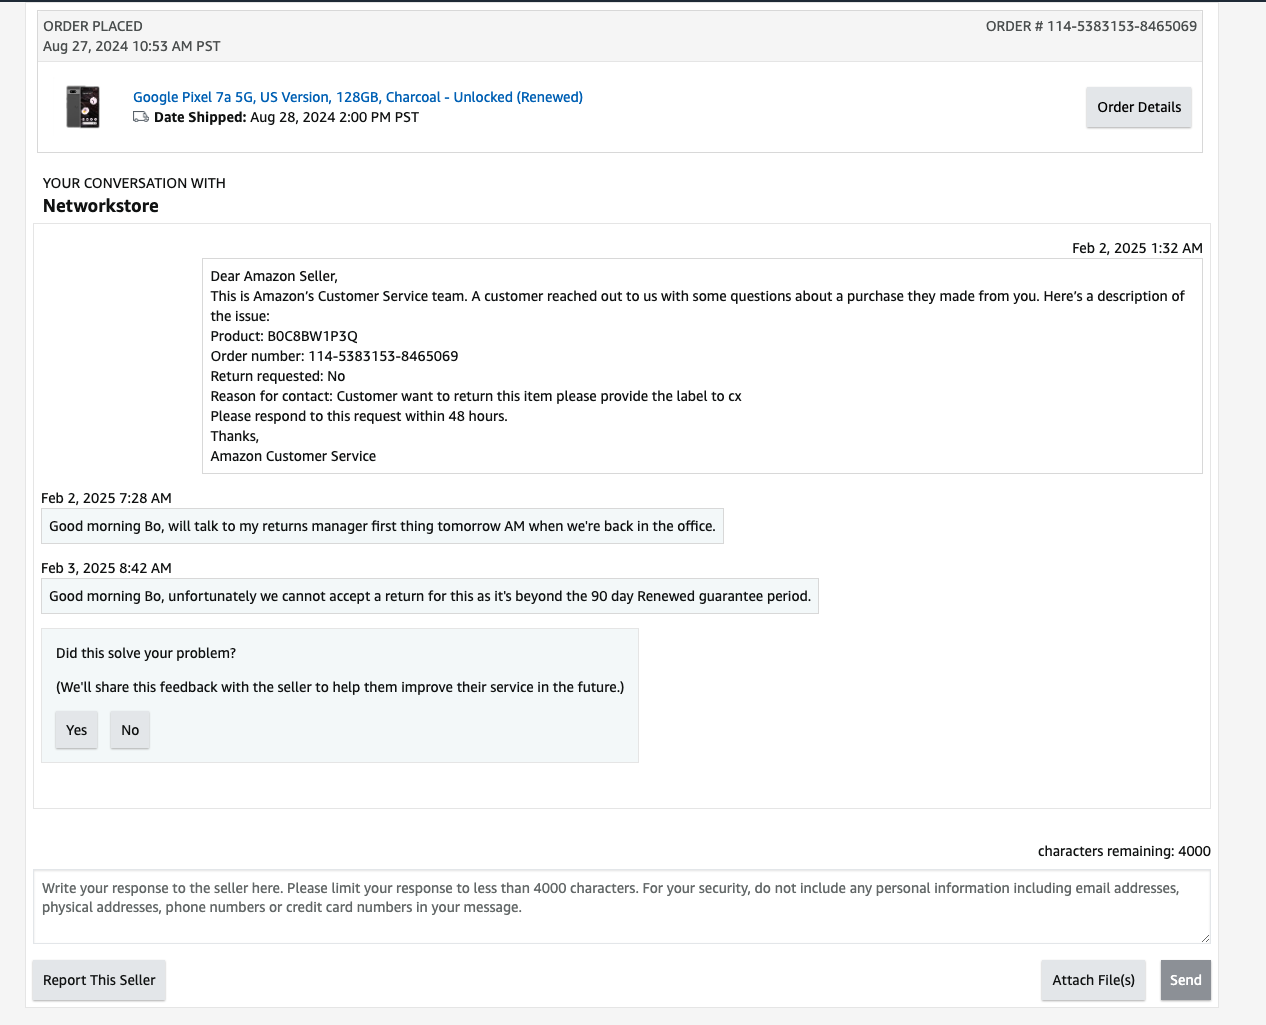 ORDER PLACED
Aug 27, 2024 10:53 AM PST
ORDER # 114-5383153-8465069
Google Pixel 7a 5G, US Version, 128GB, Charcoal - Unlocked (Renewed)
Date Shipped: Aug 28, 2024 2:00 PM PST
Order Details
YOUR CONVERSATION WITH
Networkstore
Feb 2, 2025 1:32 AM
Dear Amazon Seller,
This is Amazon's Customer Service team. A customer reached out to us with some questions about a purchase they made from you. Here's a description of
the issue:
Product: B0C8BW1P3Q
Order number: 114-5383153-8465069
Return requested: No
Reason for contact: Customer want to return this item please provide the label to cx
Please respond to this request within 48 hours.
Thanks,
Amazon Customer Service
Feb 2, 2025 7:28 AM
Good morning Bo, will talk to my returns manager first thing tomorrow AM when we're back in the office.
Feb 3, 2025 8:42 AM
Good morning Bo, unfortunately we cannot accept a return for this as it's beyond the 90 day Renewed guarantee period.
Did this solve your problem?
(We'll share this feedback with the seller to help them improve their service in the future.)
Yes
No
characters remaining: 4000
Write your response to the seller here. Please limit your response to less than 4000 characters. For your security, do not include any personal information including email addresses,
physical addresses, phone numbers or credit card numbers in your message.
Report This Seller
Attach File(s)
Send